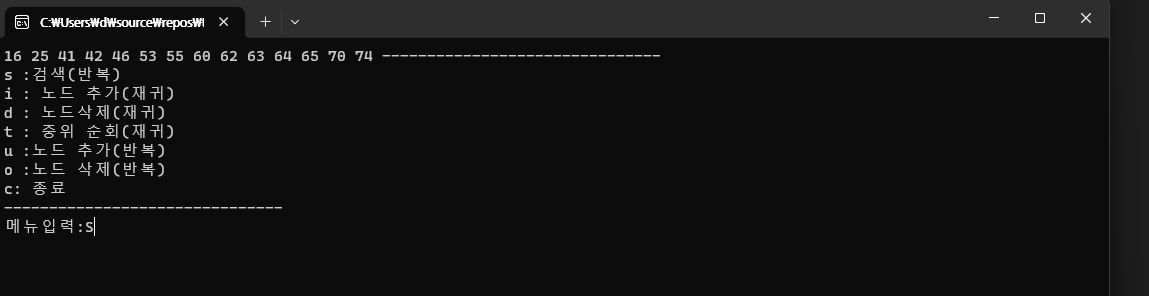 C:₩Users₩d₩source₩repos₩
16 25 41 42 46 53 55 60 62 63 64 65 70 74 -------------------------------
s :검색(반복)
i : 노드 추가(재귀)
d : 노드삭제(재귀)
t : 중위 순회(재귀)
u :노드 추가(반복)
o :노드 삭제(반복)
c: 종료
-------------------------------
메뉴입력:S